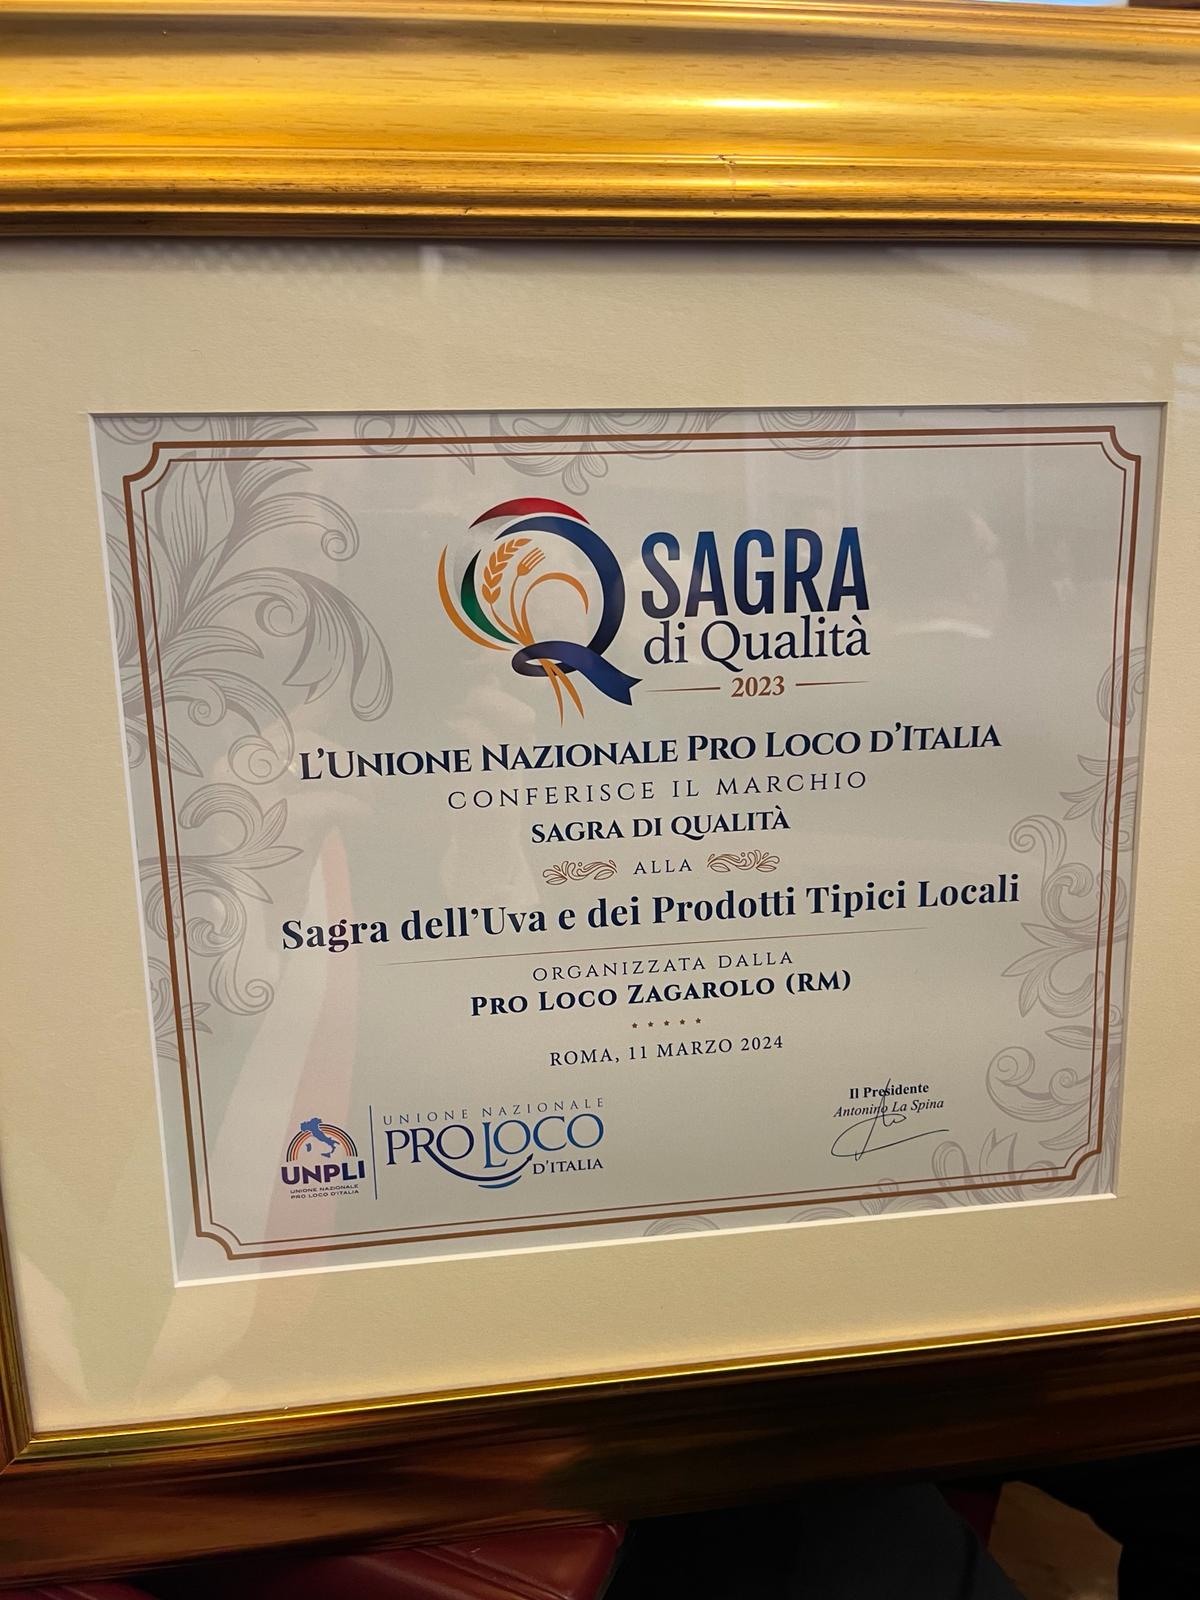 SAGRA
di Qualità
2023
L'UNIONE NAZIONALE PRO LOCO D'ITALIA
CONFERISCE IL MARCHIO
SAGRA DI QUALITÀ
ALLA
Sagra dell'Uva e dei Prodotti Tipici Locali
ORGANIZZATA DALLA
PRO LOCO ZAGAROLO (RM)
ROMA, 11 MARZO 2024
Il Presidente
Antonino La Spina
UNPLI
UNIONE NAZIONALE
PRO LOCO D'ITALIA
UNIONE NAZIONALE
PRO LOCO
D'ITALIA